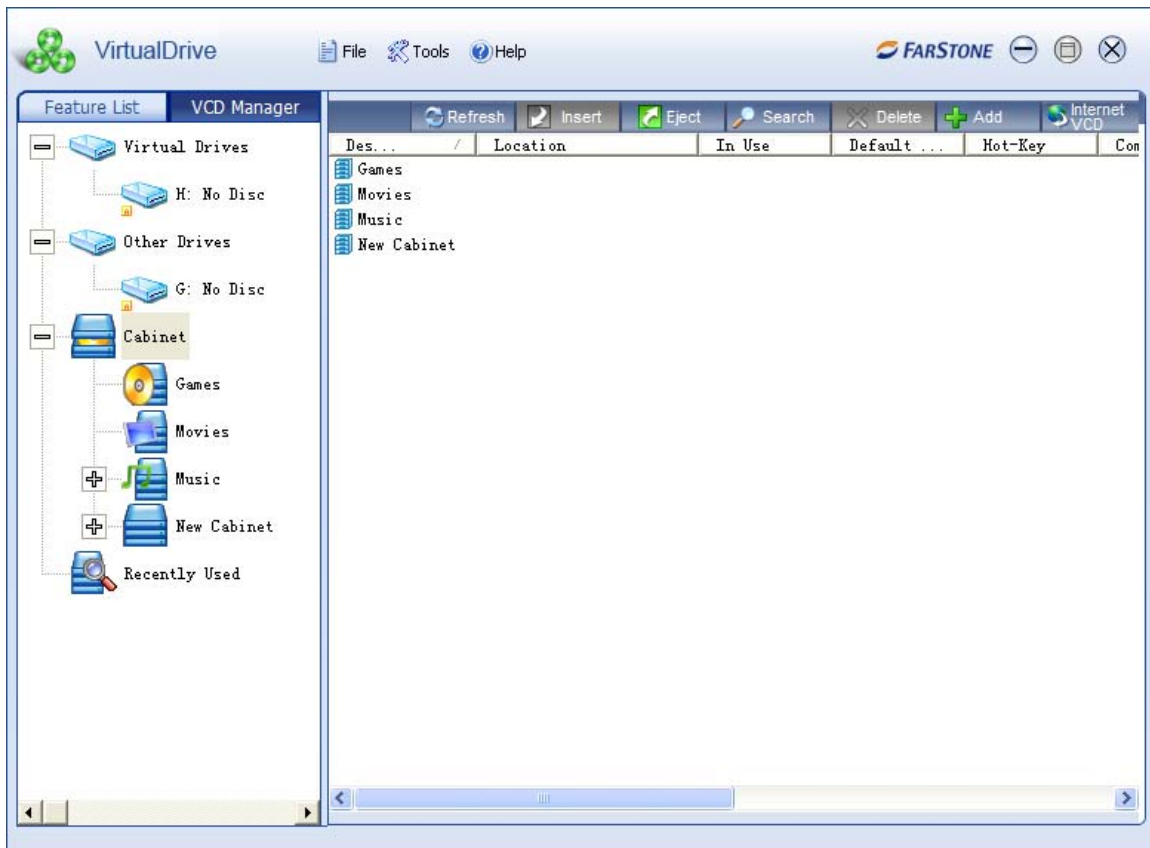 VirtualDrive File Tools Help FARSTONE
Feature List VCD Manager
Refresh Insert Eject Search Delete Add Internet VCD
Des... / Location In Use Default ... Hot-Key Com
Virtual Drives
H: No Disc
Other Drives
G: No Disc
Cabinet
Games
Movies
Music
New Cabinet
Recently Used
Games
Movies
Music
New Cabinet